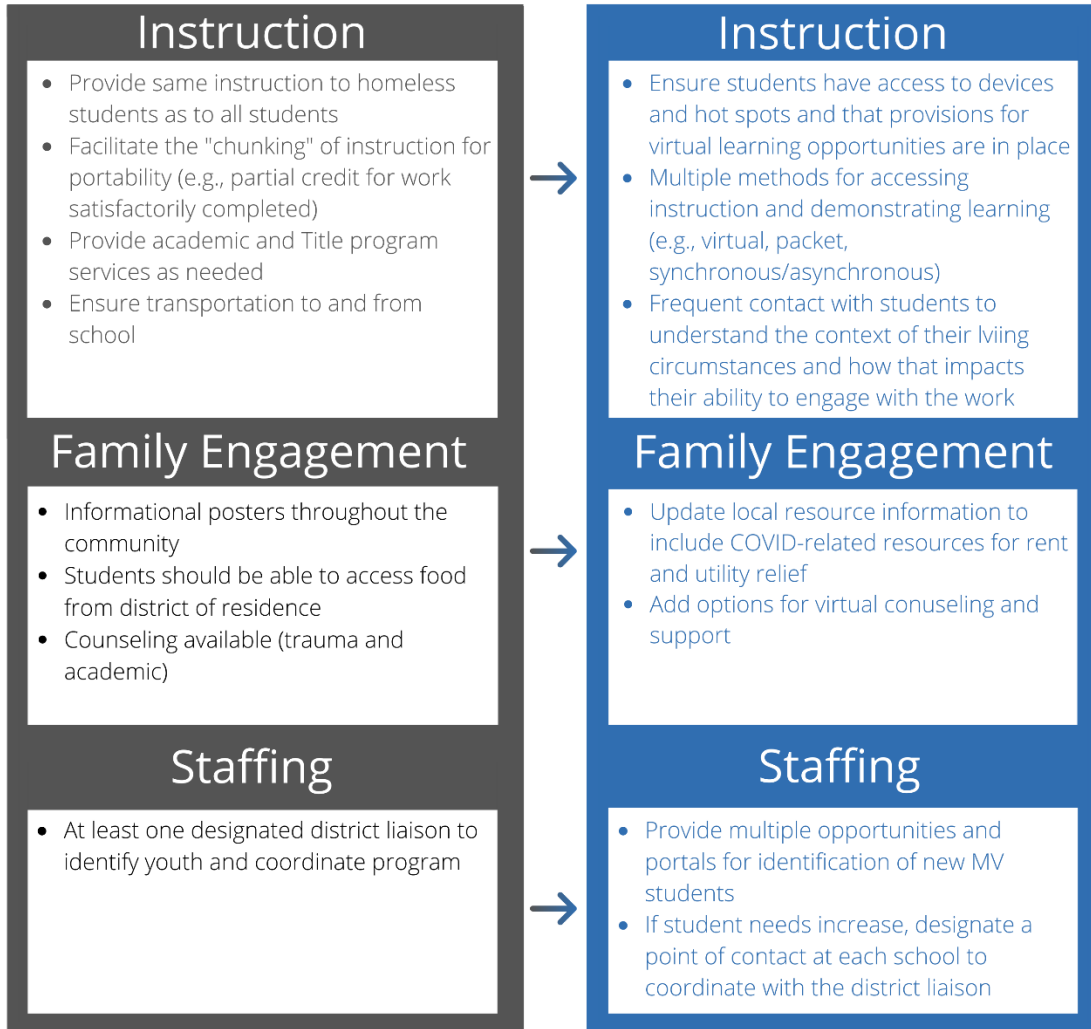 Instruction
• Provide same instruction to homeless
students as to all students
• Facilitate the "chunking" of instruction for
portability (e.g., partial credit for work
satisfactorily completed)
• Provide academic and Title program
services as needed
• Ensure transportation to and from
school
Instruction
• Ensure students have access to devices
and hot spots and that provisions for
virtual learning opportunities are in place
• Multiple methods for accessing
instruction and demonstrating learning
(e.g., virtual, packet,
synchronous/asynchronous)
• Frequent contact with students to
understand the context of their lviing
circumstances and how that impacts
their ability to engage with the work
Family Engagement
• Informational posters throughout the
community
• Students should be able to access food
from district of residence
• Counseling available (trauma and
academic)
Family Engagement
• Update local resource information to
include COVID-related resources for rent
and utility relief
• Add options for virtual conuseling and
support
Staffing
• At least one designated district liaison to
identify youth and coordinate program
Staffing
• Provide multiple opportunities and
portals for identification of new MV
students
• If student needs increase, designate a
point of contact at each school to
coordinate with the district liaison